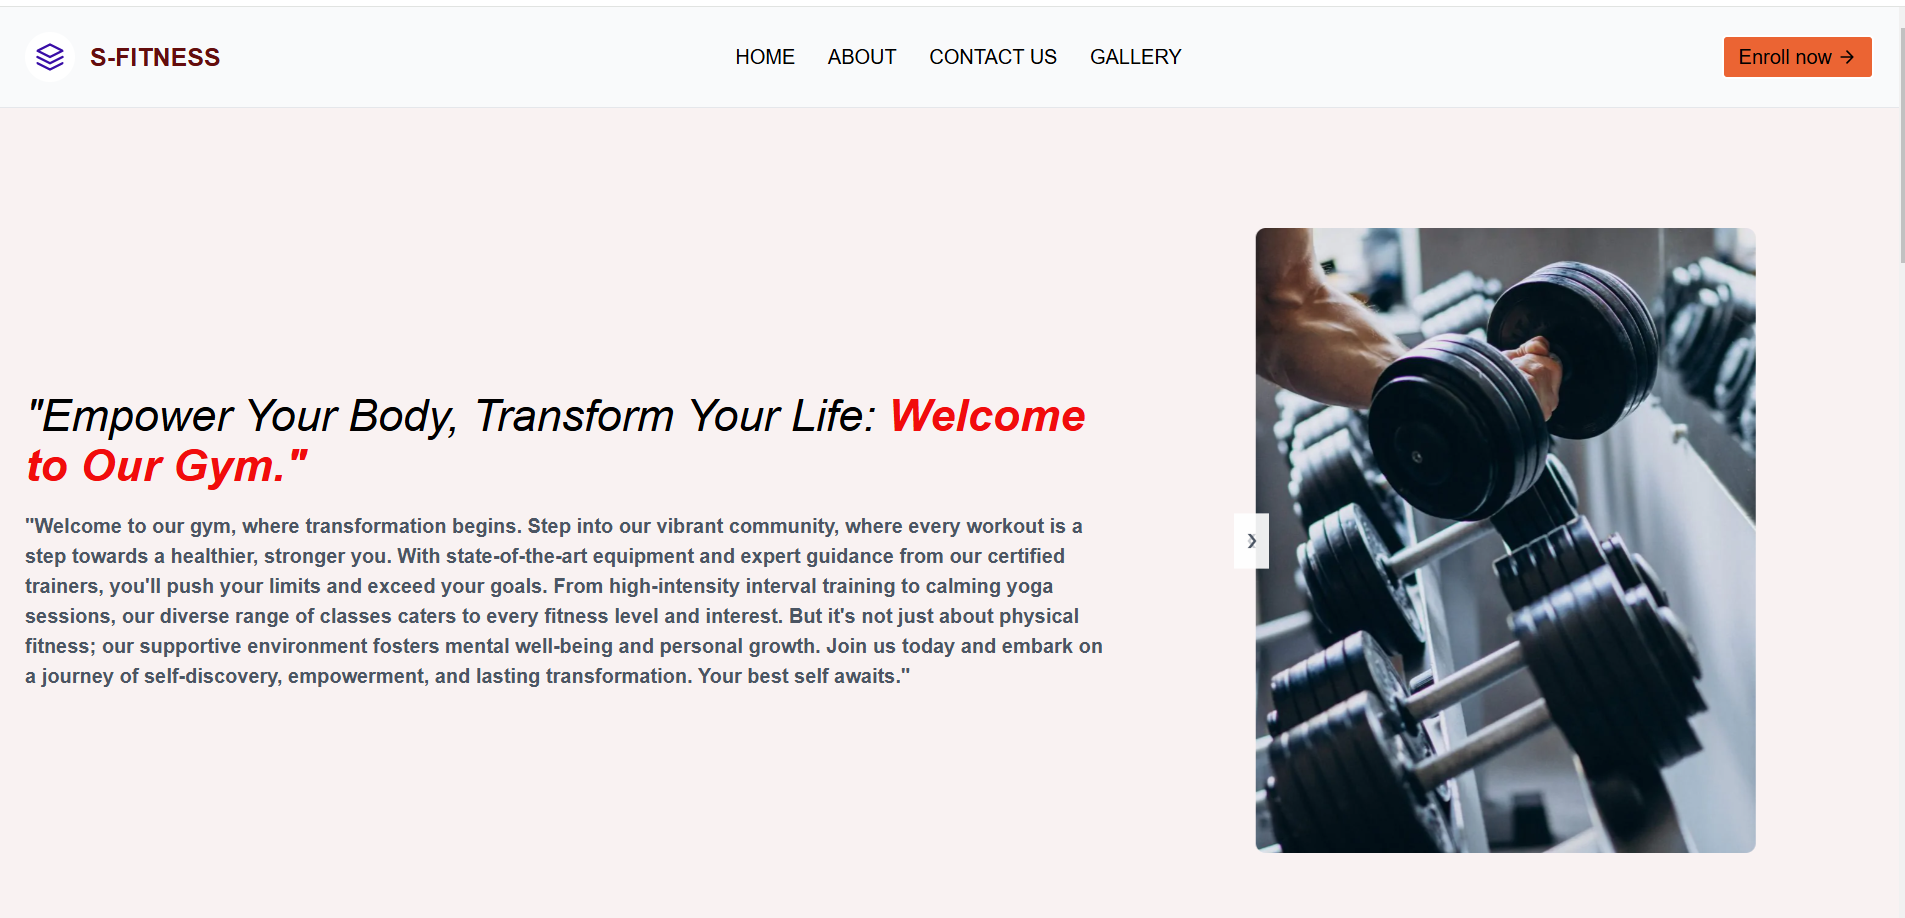 S-FITNESS
HOME ABOUT CONTACT US GALLERY
Enroll now →
"Empower Your Body, Transform Your Life: Welcome
to Our Gym."
"Welcome to our gym, where transformation begins. Step into our vibrant community, where every workout is a
step towards a healthier, stronger you. With state-of-the-art equipment and expert guidance from our certified
trainers, you'll push your limits and exceed your goals. From high-intensity interval training to calming yoga
sessions, our diverse range of classes caters to every fitness level and interest. But it's not just about physical
fitness; our supportive environment fosters mental well-being and personal growth. Join us today and embark on
a journey of self-discovery, empowerment, and lasting transformation. Your best self awaits."